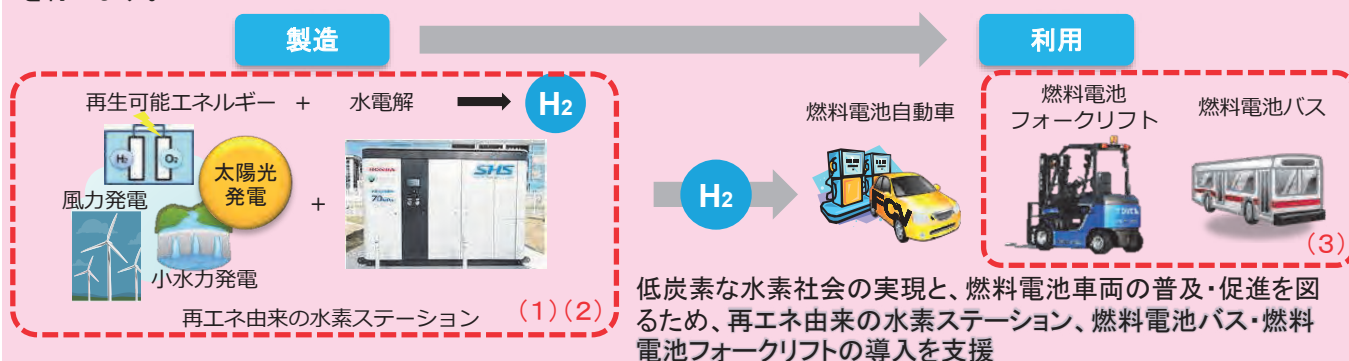 製造
利用
再生可能エネルギー + 水電解
H2
H2
O2
太陽光
発電
風力発電
+
小水力発電
HONDA
SHS
70MPa
再エネ由来の水素ステーション
(1)(2)
H2
燃料電池自動車
FCV
燃料電池
フォークリフト
燃料電池バス
TOYOTA
(3)
低炭素な水素社会の実現と、燃料電池車両の普及・促進を図
るため、再エネ由来の水素ステーション、燃料電池バス・燃料
電池フォークリフトの導入を支援